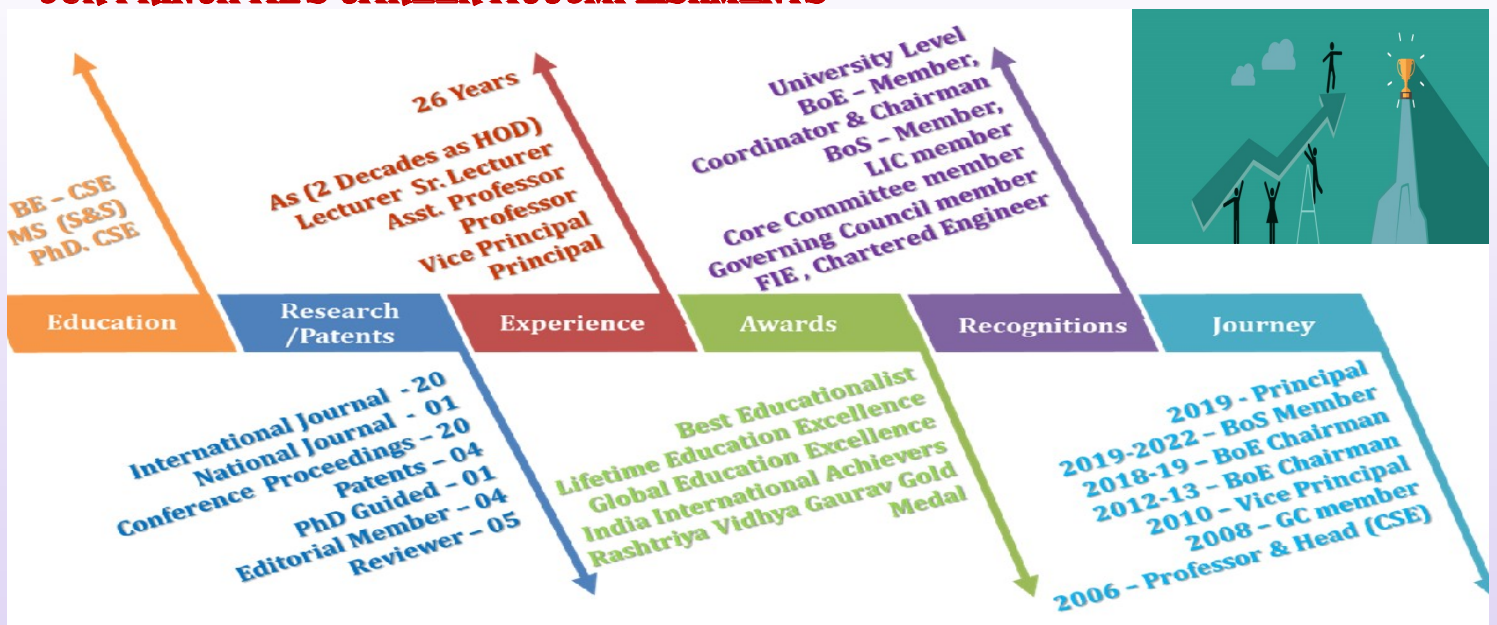 OUR PRINCIPAL'S CAREER ACCOMPLISHMENTS
BE – CSE
MS (S&S)
PhD. CSE
Education
Research
/Patents
International Journal - 20
National Journal - 01
Conference Proceedings – 20
Patents – 04
PhD Guided – 01
Editorial Member – 04
Reviewer – 05
26 Years
As (2 Decades as HOD)
Lecturer Sr. Lecturer
Asst. Professor
Professor
Vice Principal
Principal
Experience
Awards
Best Educationalist
Lifetime Education Excellence
Global Education Excellence
India International Achievers
Rashtriya Vidhya Gaurav Gold
Medal
University Level
BoE – Member,
Coordinator & Chairman
BoS – Member,
LIC member
Core Committee member
Governing Council member
FIE , Chartered Engineer
Recognitions
Journey
2019 - Principal
2019-2022 – BoS Member
2018-19 – BoE Chairman
2012-13 – BoE Chairman
2010 – Vice Principal
2008 – GC member
2006 – Professor & Head (CSE)